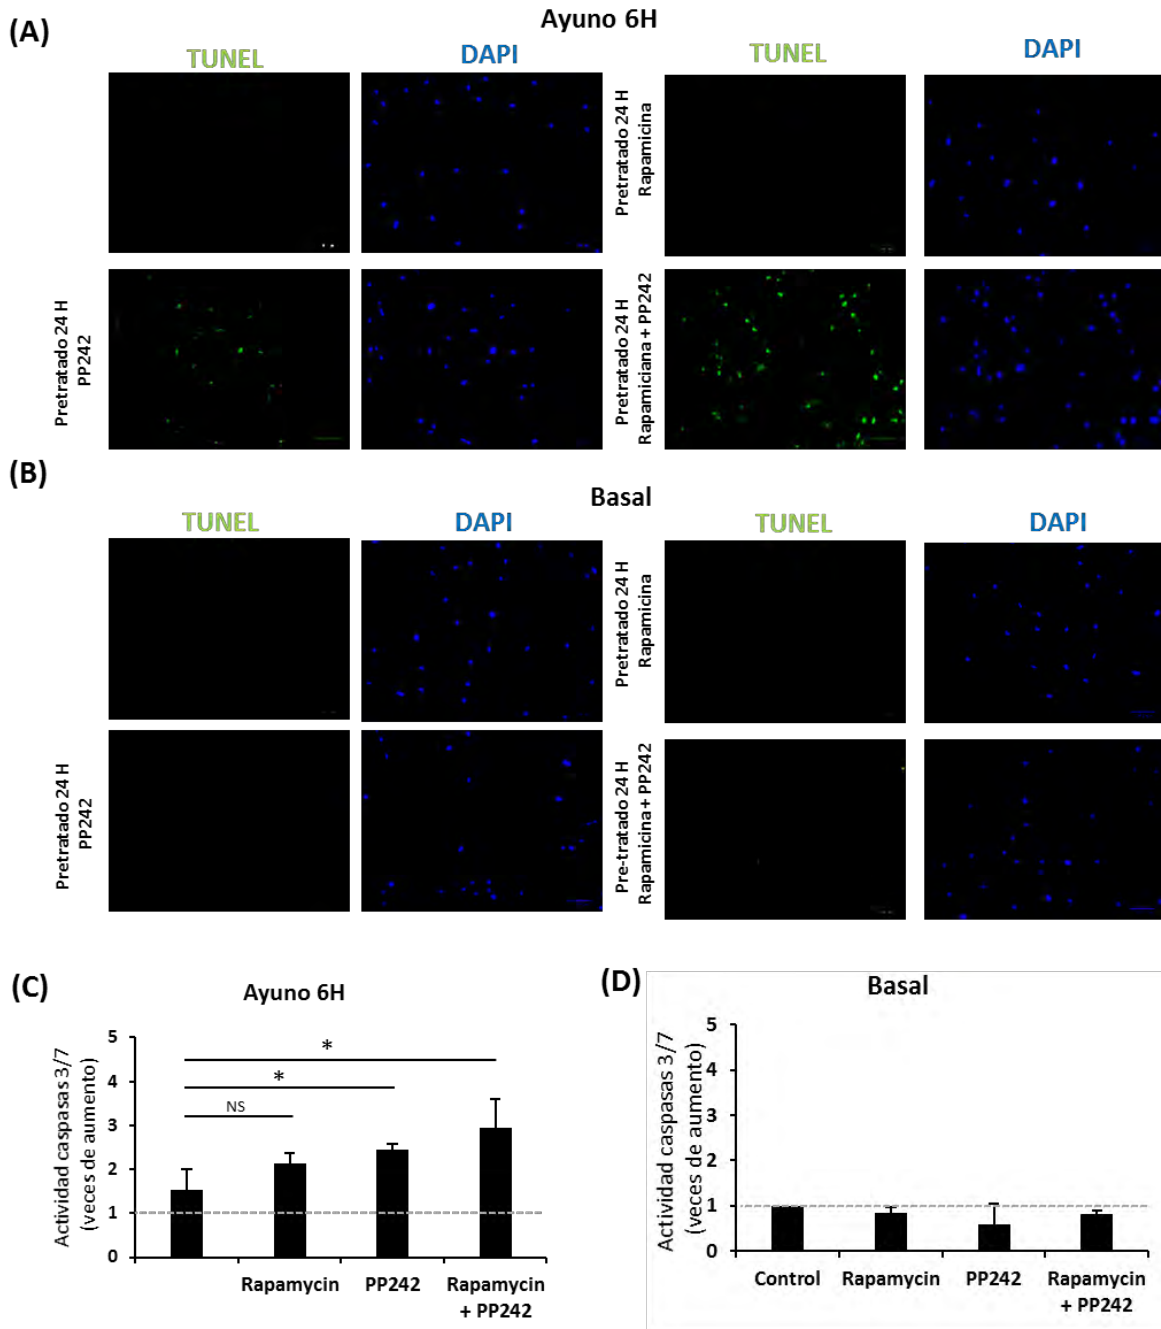 (A)
Ayuno 6H
TUNEL
DAPI
TUNEL
DAPI
Pretratado 24 H
Rapamicina
Pretratado 24 H
PP242
Pretratado 24 H
Rapamiciana + PP242
(B)
Basal
TUNEL
DAPI
TUNEL
DAPI
Pretratado 24 H
Rapamicina
Pretratado 24 H
PP242
Pre-tratado 24 H
Rapamicina + PP242
(C)
Ayuno 6H
Actividad caspasas 3/7
(veces de aumento)
5
4
3
2
1
0
*
*
NS
Rapamycin
PP242
Rapamycin
+ PP242
(D)
Basal
Actividad caspasas 3/7
(veces de aumento)
5
4
3
2
1
0
Control
Rapamycin
PP242
Rapamycin
+ PP242